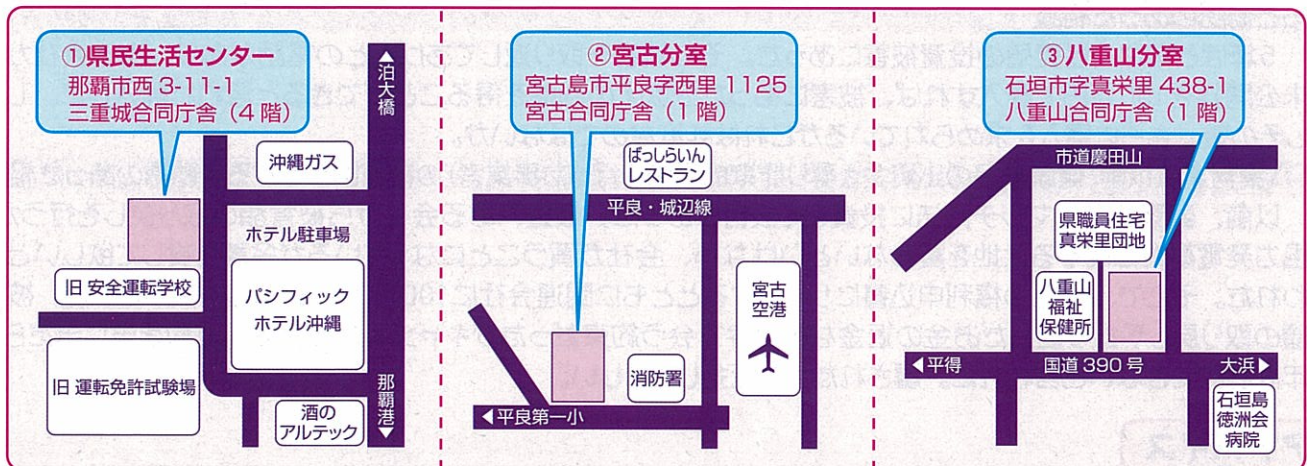 ①県民生活センター
那覇市西 3-11-1
三重城合同庁舎（4 階）
▲泊大橋
沖縄ガス
ホテル駐車場
旧 安全運転学校
パシフィック
ホテル沖縄
旧 運転免許試験場
酒の
アルテック
那覇港▼
②宮古分室
宮古島市平良字西里 1125
宮古合同庁舎（1 階）
ばっしらいん
レストラン
平良・城辺線
宮古
空港
消防署
◀平良第一小
③八重山分室
石垣市字真栄里 438-1
八重山合同庁舎（1 階）
市道慶田山
県職員住宅
真栄里団地
八重山
福祉
保健所
◀平得
国道 390 号
大浜▶
石垣島
徳洲会
病院